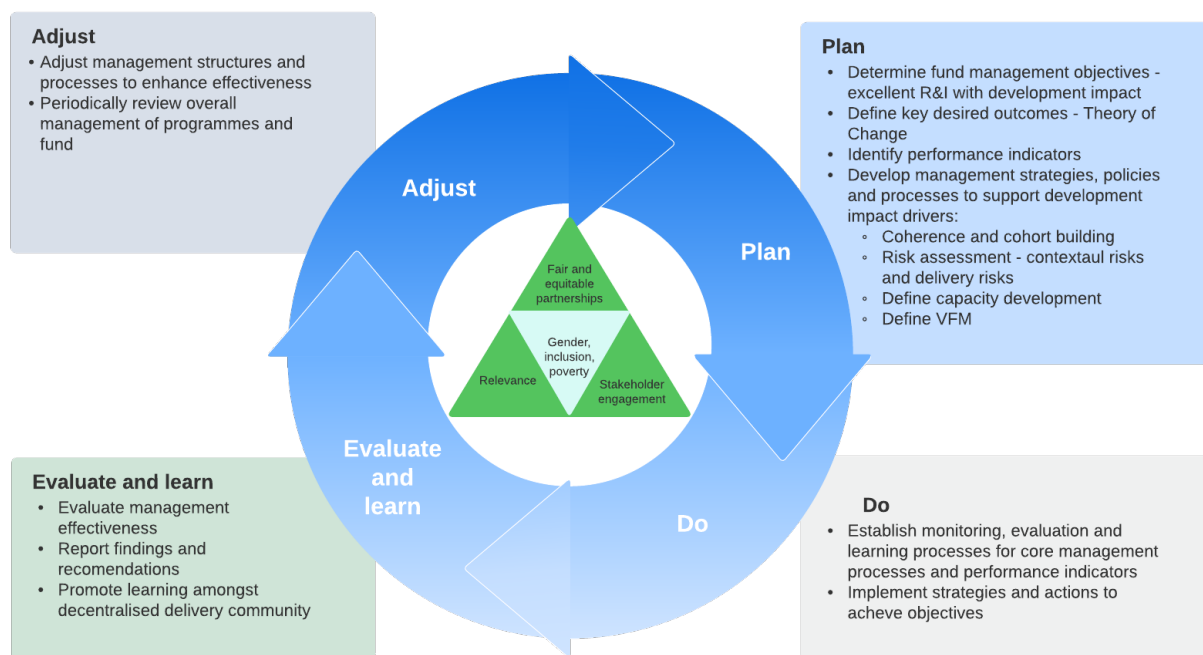 Adjust
• Adjust management structures and
processes to enhance effectiveness
• Periodically review overall
management of programmes and
fund
Plan
• Determine fund management objectives -
excellent R&I with development impact
• Define key desired outcomes - Theory of
Change
• Identify performance indicators
• Develop management strategies, policies
and processes to support development
impact drivers:
◦ Coherence and cohort building
◦ Risk assessment - contextaul risks
and delivery risks
◦ Define capacity development
◦ Define VFM
Adjust
Plan
Fair and
equitable
partnerships
Gender,
inclusion,
poverty
Relevance
Stakeholder
engagement
Evaluate
and
learn
Do
Evaluate and learn
• Evaluate management
effectiveness
• Report findings and
recomendations
• Promote learning amongst
decentralised delivery community
Do
• Establish monitoring, evaluation and
learning processes for core management
processes and performance indicators
• Implement strategies and actions to
achieve objectives